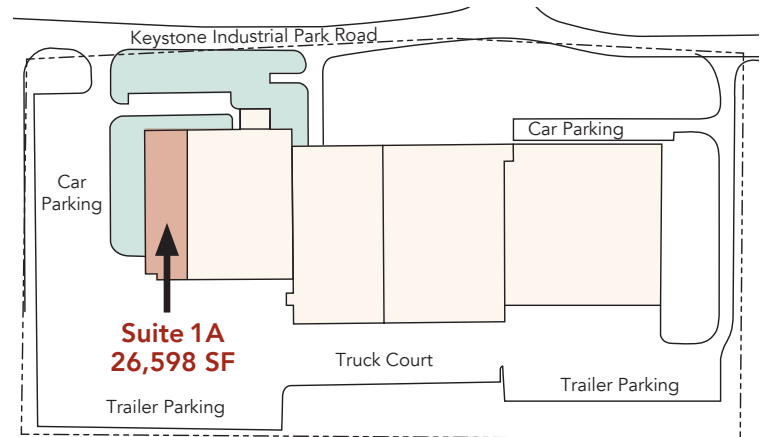 Keystone Industrial Park Road
Car Parking
Car
Parking
Suite 1A
26,598 SF
Truck Court
Trailer Parking
Trailer Parking